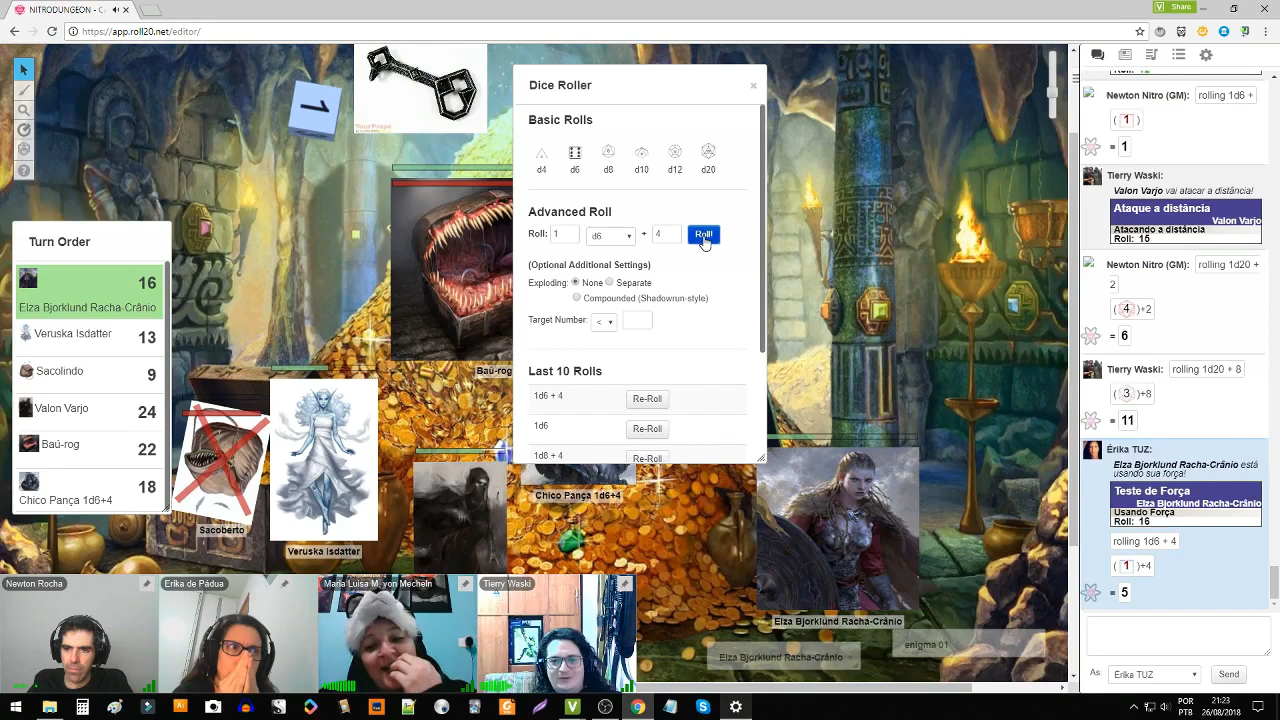 NITRODUNGEON - C
Share
https://app.roll20.net/editor/
YourProps
Dice Roller
Basic Rolls
d4 d6 d8 d10 d12 d20
Advanced Roll
Roll: 1 d6 + 4 Roll!
(Optional Additional Settings)
Exploding: None Separate
Compounded (Shadowrun-style)
Target Number: <
Last 10 Rolls
1d6 + 4 Re-Roll
1d6 Re-Roll
1d8 + 4 Re-Roll
Turn Order
16
Elza Bjorklund Racha-Crânio
Veruska Isdatter 13
Sacolindo 9
Valon Varjo 24
Baú-rog 22
18
Chico Pança 1d6+4
Baú-rog
Sacoberto
Veruska Isdatter
Chico Pança 1d6+4
Elza Bjorklund Racha-Crânio
enigma 01
Elza Bjorklund Racha-Crânio
Newton Rocha
Erika de Pádua
Maria Luisa M. von Mecheln
Tierry Waski
Newton Nitro (GM): rolling 1d6 +
( 1 )
= 1
Tierry Waski:
Valon Varjo vai atacar a distância!
Ataque a distância
Valon Varjo
Atacando a distância
Roll: 15
Newton Nitro (GM): rolling 1d20 +
2
( 4 )+2
= 6
Tierry Waski: rolling 1d20 + 8
( 3 )+8
= 11
Érika TUZ:
Elza Bjorklund Racha-Crânio está
usando sua força!
Teste de Força
Elza Bjorklund Racha-Crânio
Usando Força
Roll: 16
rolling 1d6 + 4
( 1 )+4
= 5
As: Érika TUZ Send
POR 21:23
PTB 26/08/2018